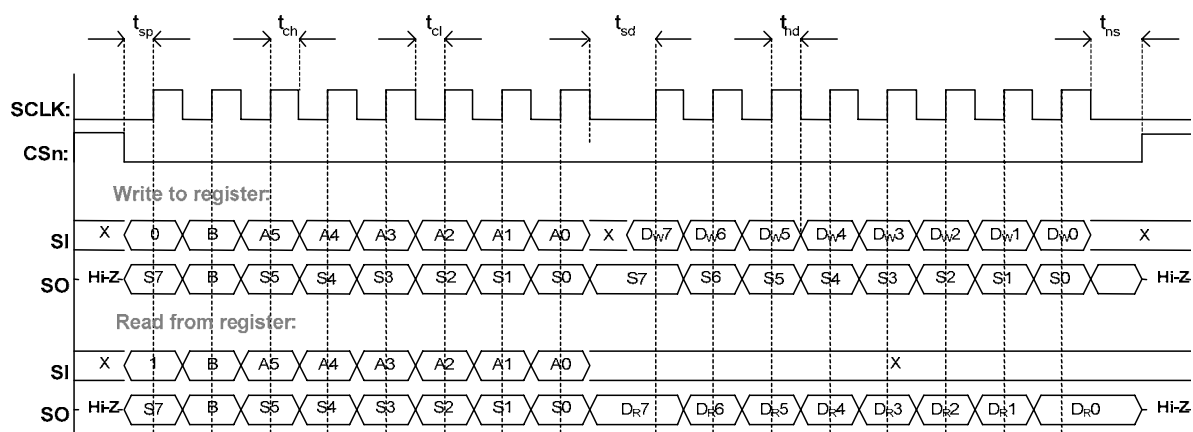 tsp tch tcl tsd thd tns
SCLK:
CSn:
Write to register:
SI X 0 B A5 A4 A3 A2 A1 A0 X DW7 DW6 DW5 DW4 DW3 DW2 DW1 DW0 X
SO Hi-Z S7 B S5 S4 S3 S2 S1 S0 S7 S6 S5 S4 S3 S2 S1 S0 Hi-Z
Read from register:
SI X 1 B A5 A4 A3 A2 A1 A0 X
SO Hi-Z S7 B S5 S4 S3 S2 S1 S0 DR7 DR6 DR5 DR4 DR3 DR2 DR1 DR0 Hi-Z